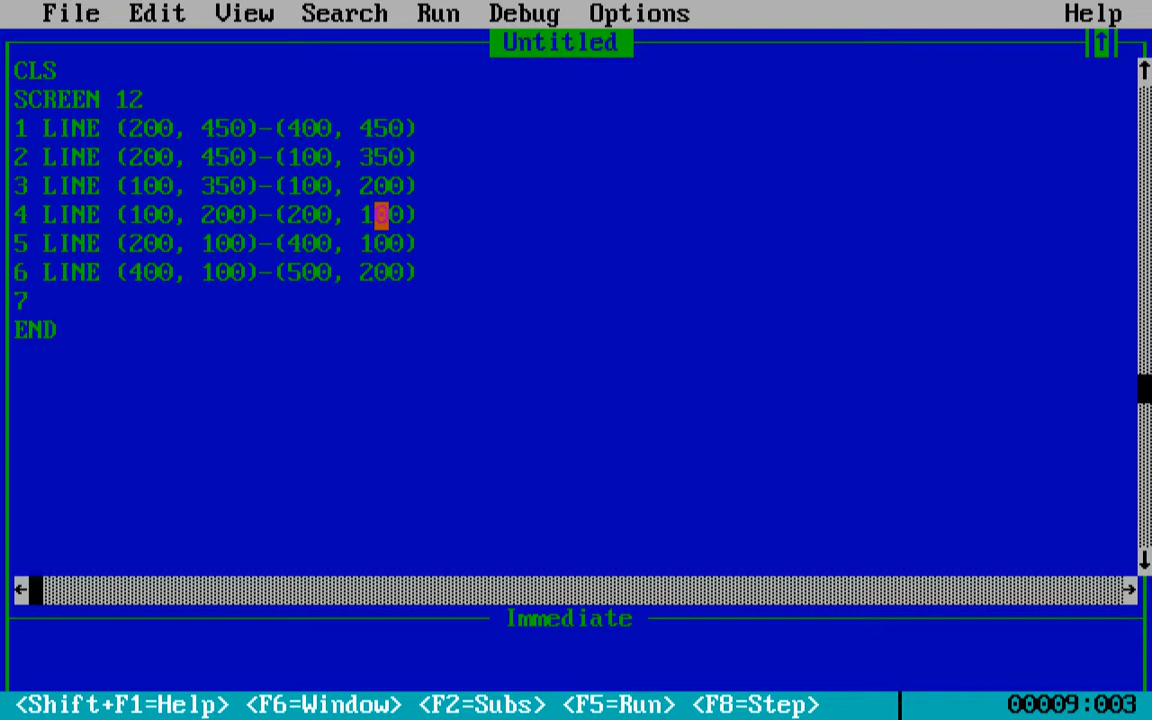 File Edit View Search Run Debug Options Help
Untitled
CLS
SCREEN 12
1 LINE (200, 450)-(400, 450)
2 LINE (200, 450)-(100, 350)
3 LINE (100, 350)-(100, 200)
4 LINE (100, 200)-(200, 100)
5 LINE (200, 100)-(400, 100)
6 LINE (400, 100)-(500, 200)
7
END
Immediate
<Shift+F1=Help> <F6=Window> <F2=Subs> <F5=Run> <F8=Step> 00009:003